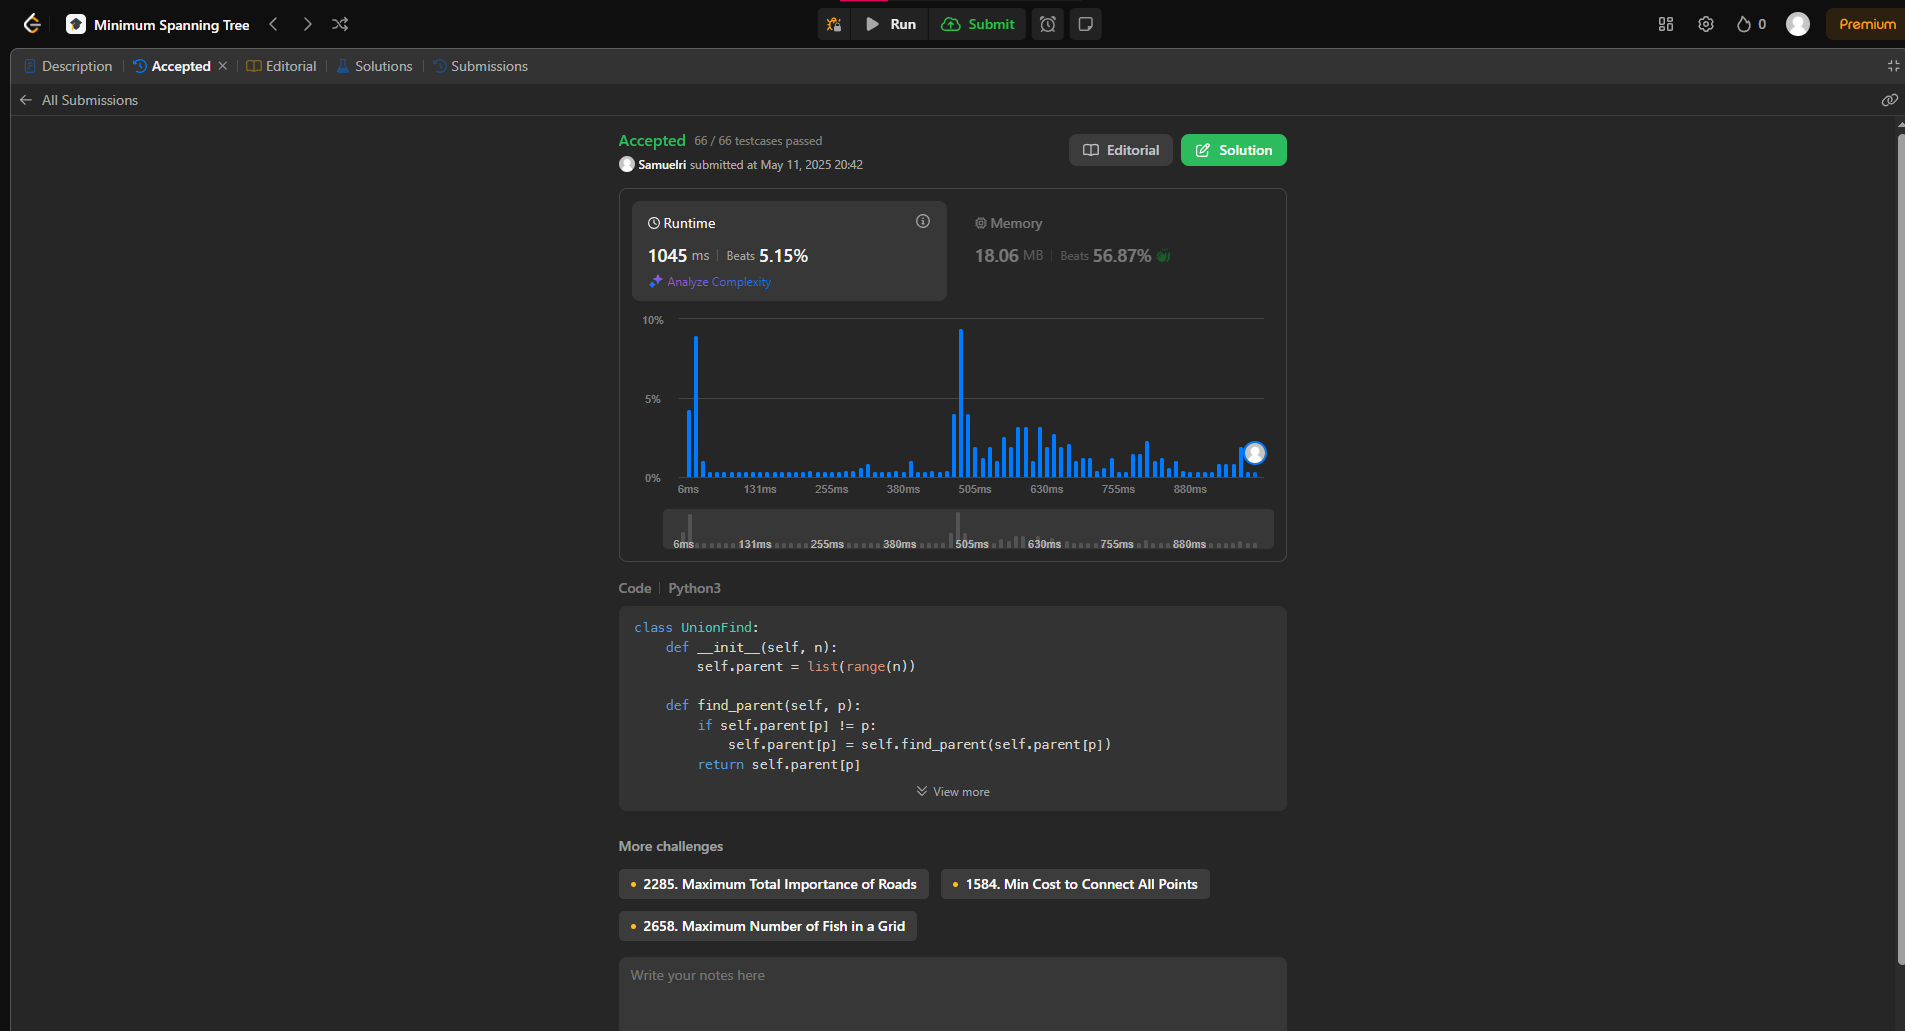 Minimum Spanning Tree
Run
Submit
0
Premium
Description
Accepted
Editorial
Solutions
Submissions
All Submissions
Accepted 66 / 66 testcases passed
Samuelri submitted at May 11, 2025 20:42
Editorial
Solution
Runtime
1045 ms | Beats 5.15%
Analyze Complexity
Memory
18.06 MB | Beats 56.87%
10%
5%
0%
6ms 131ms 255ms 380ms 505ms 630ms 755ms 880ms
6ms 131ms 255ms 380ms 505ms 630ms 755ms 880ms
Code | Python3
class UnionFind:
    def __init__(self, n):
        self.parent = list(range(n))
    def find_parent(self, p):
        if self.parent[p] != p:
            self.parent[p] = self.find_parent(self.parent[p])
        return self.parent[p]
View more
More challenges
2285. Maximum Total Importance of Roads
1584. Min Cost to Connect All Points
2658. Maximum Number of Fish in a Grid
Write your notes here